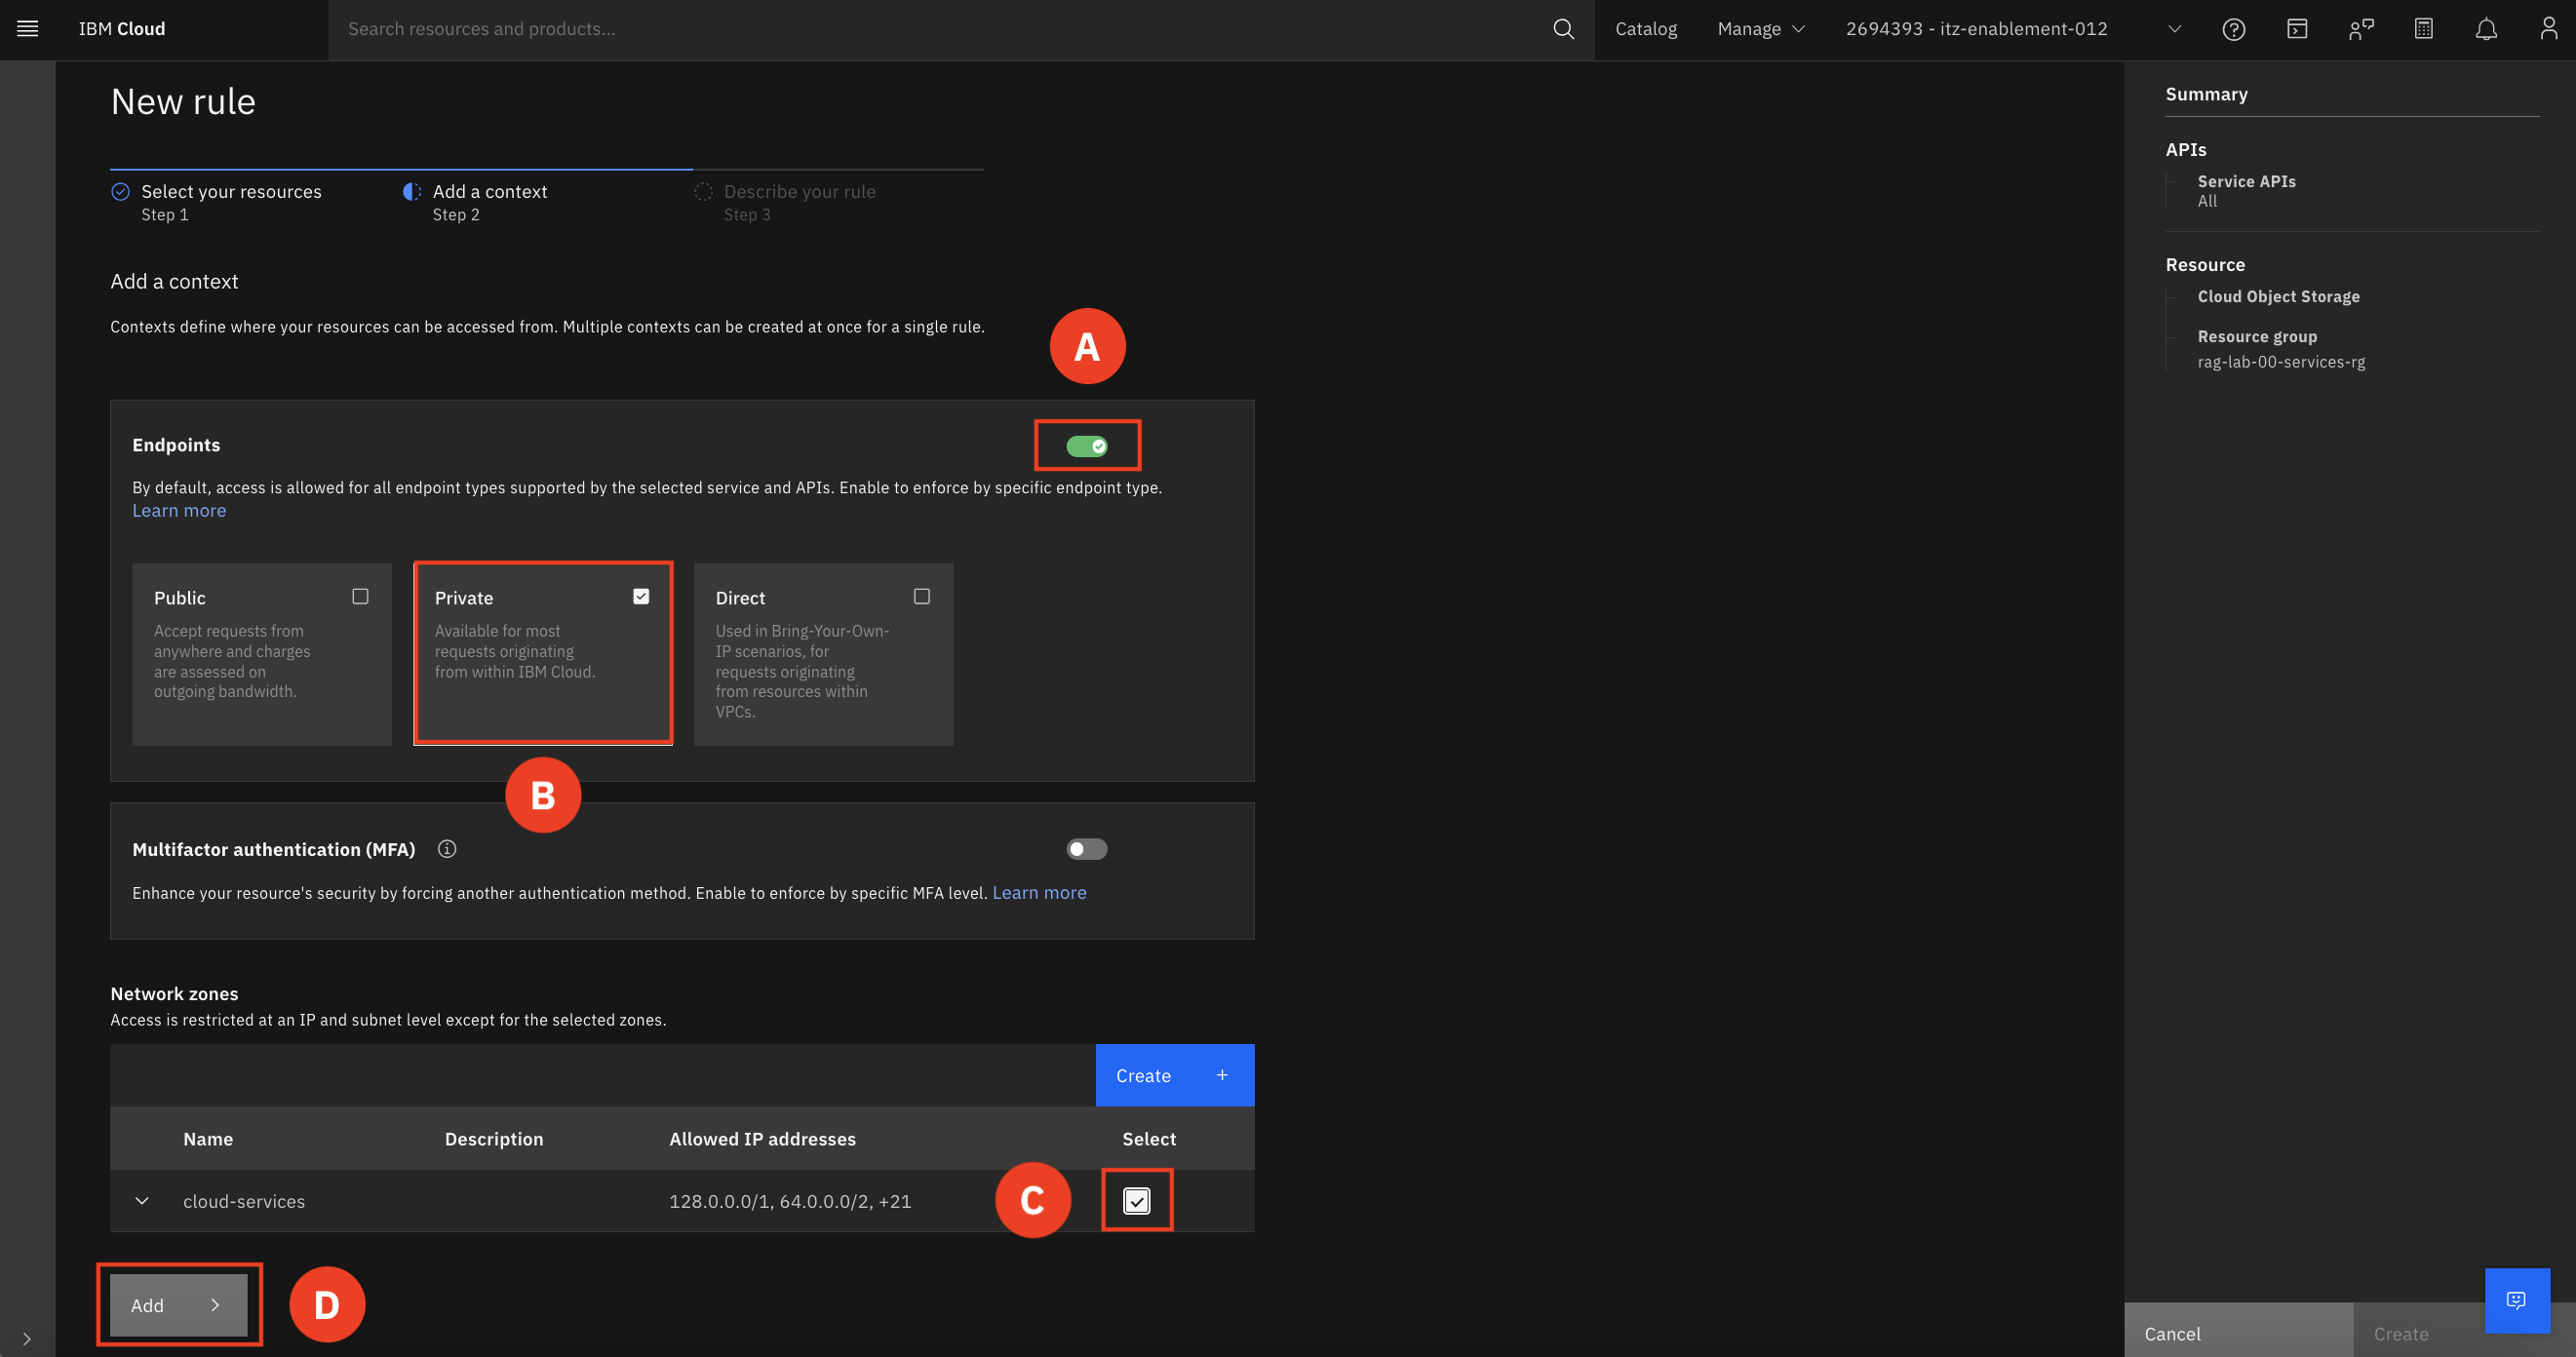 IBM Cloud
Search resources and products...
Catalog
Manage
2694393 - itz-enablement-012
New rule
Select your resources
Step 1
Add a context
Step 2
Describe your rule
Step 3
Add a context
Contexts define where your resources can be accessed from. Multiple contexts can be created at once for a single rule.
A
Endpoints
By default, access is allowed for all endpoint types supported by the selected service and APIs. Enable to enforce by specific endpoint type.
Learn more
Public
Accept requests from
anywhere and charges
are assessed on
outgoing bandwidth.
Private
Available for most
requests originating
from within IBM Cloud.
Direct
Used in Bring-Your-Own-
IP scenarios, for
requests originating
from resources within
VPCs.
B
Multifactor authentication (MFA)
Enhance your resource's security by forcing another authentication method. Enable to enforce by specific MFA level. Learn more
Network zones
Access is restricted at an IP and subnet level except for the selected zones.
Create +
Name
Description
Allowed IP addresses
Select
cloud-services
128.0.0.0/1, 64.0.0.0/2, +21
C
Add
D
Summary
APIs
Service APIs
All
Resource
Cloud Object Storage
Resource group
rag-lab-00-services-rg
Cancel
Create